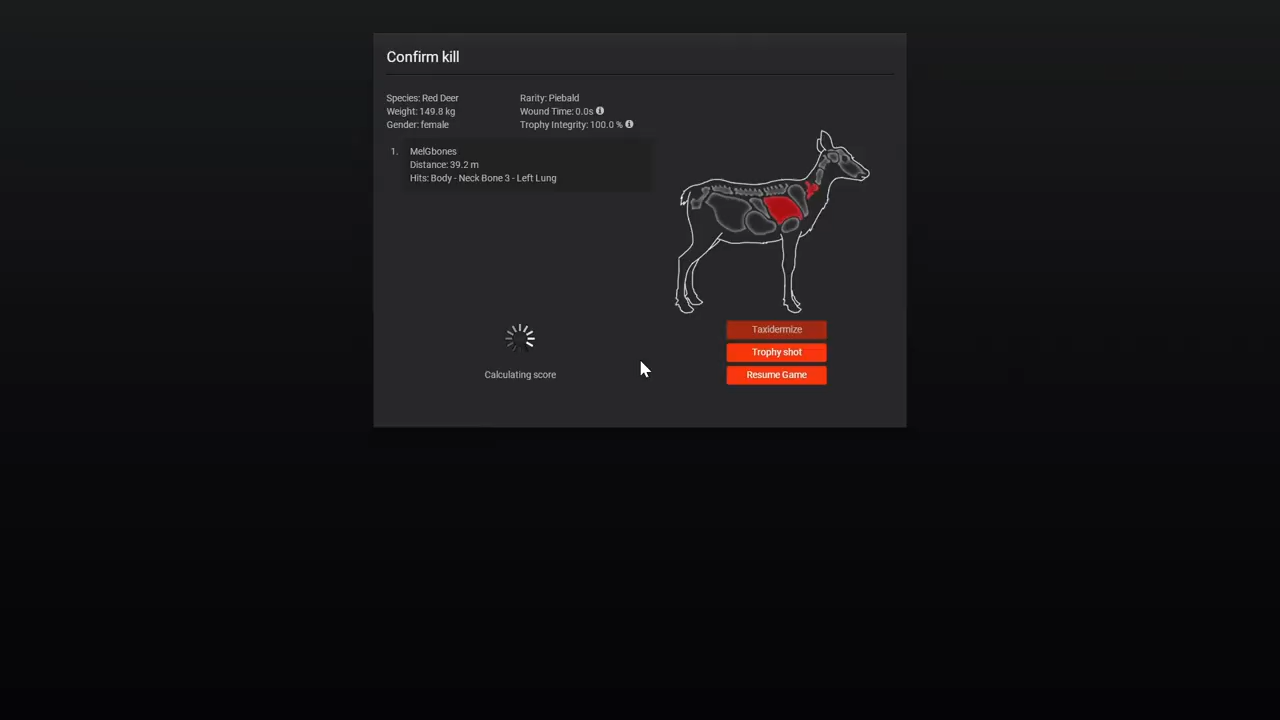 Confirm kill
Species: Red Deer
Weight: 149.8 kg
Gender: female
Rarity: Piebald
Wound Time: 0.0s
Trophy Integrity: 100.0 %
1. MelGbones
Distance: 39.2 m
Hits: Body - Neck Bone 3 - Left Lung
Calculating score
Taxidermize
Trophy shot
Resume Game